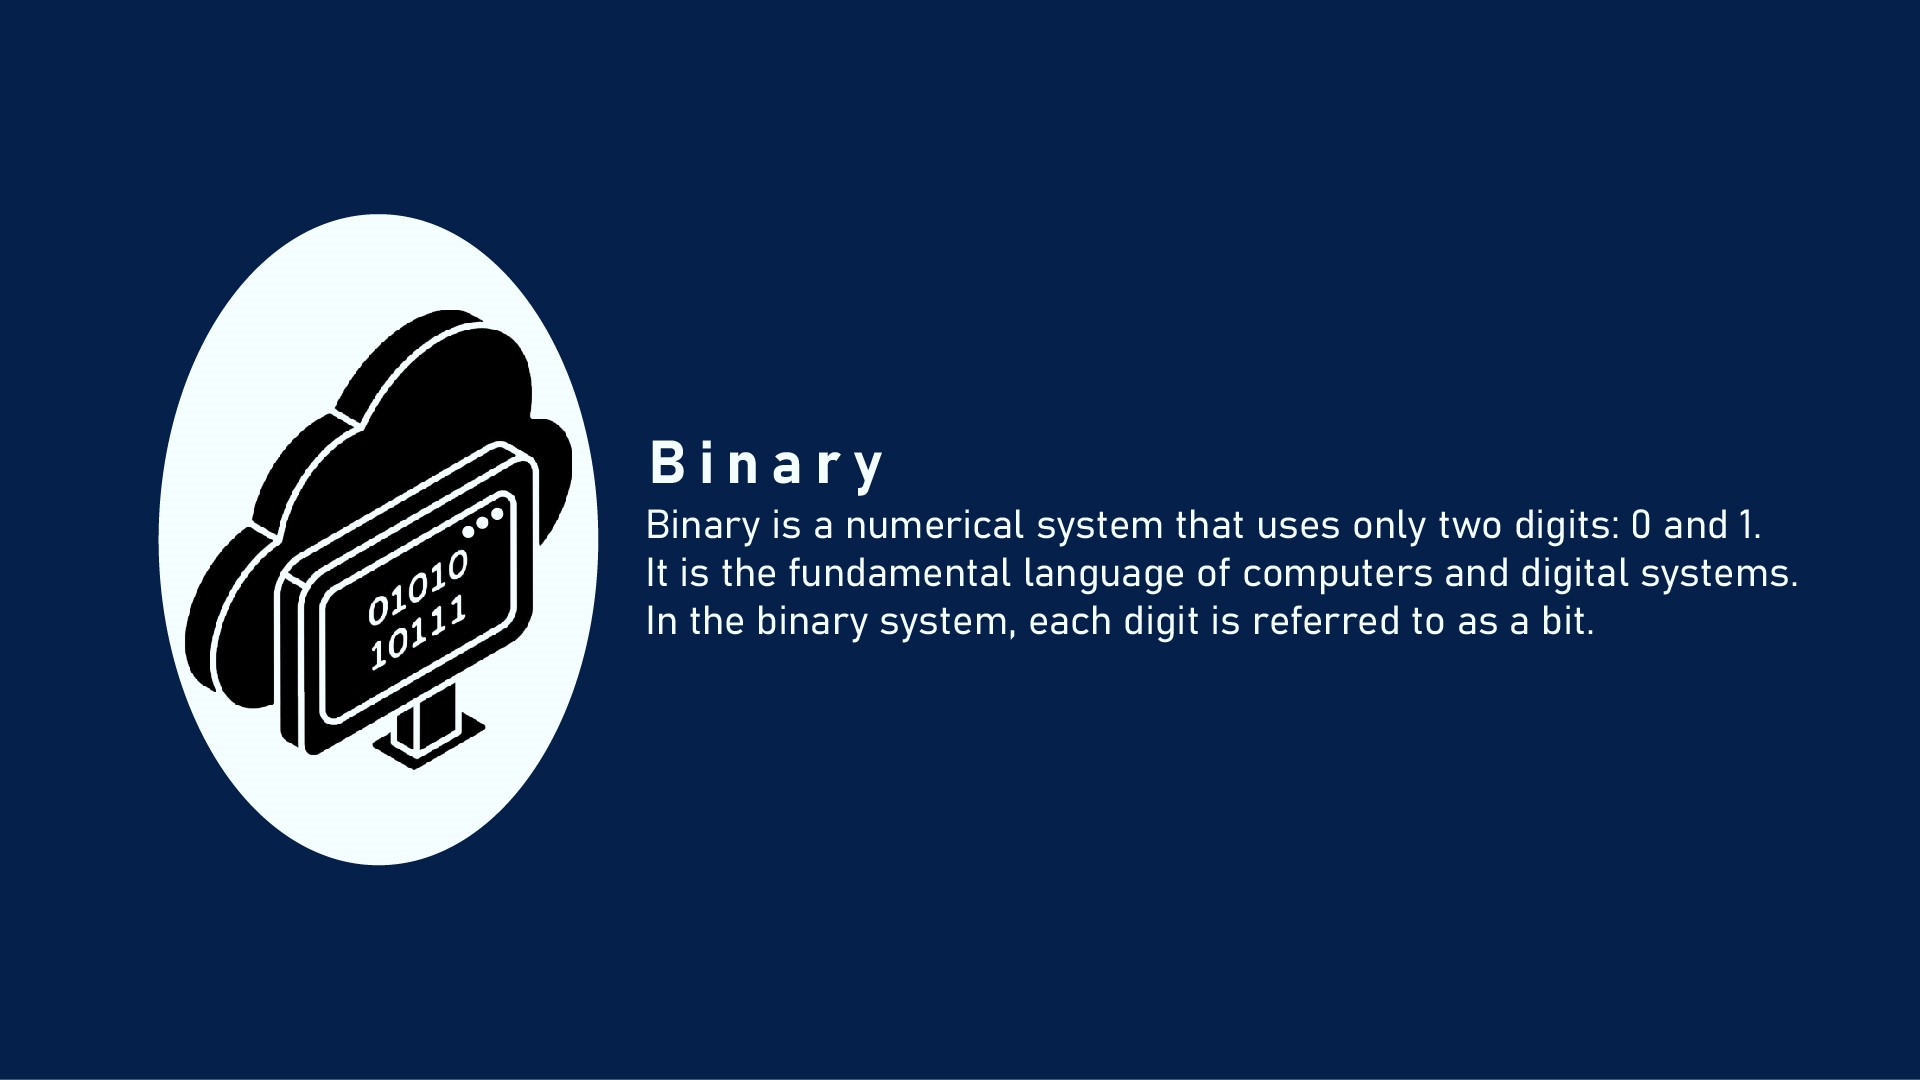 01010
10111
Binary
Binary is a numerical system that uses only two digits: 0 and 1.
It is the fundamental language of computers and digital systems.
In the binary system, each digit is referred to as a bit.